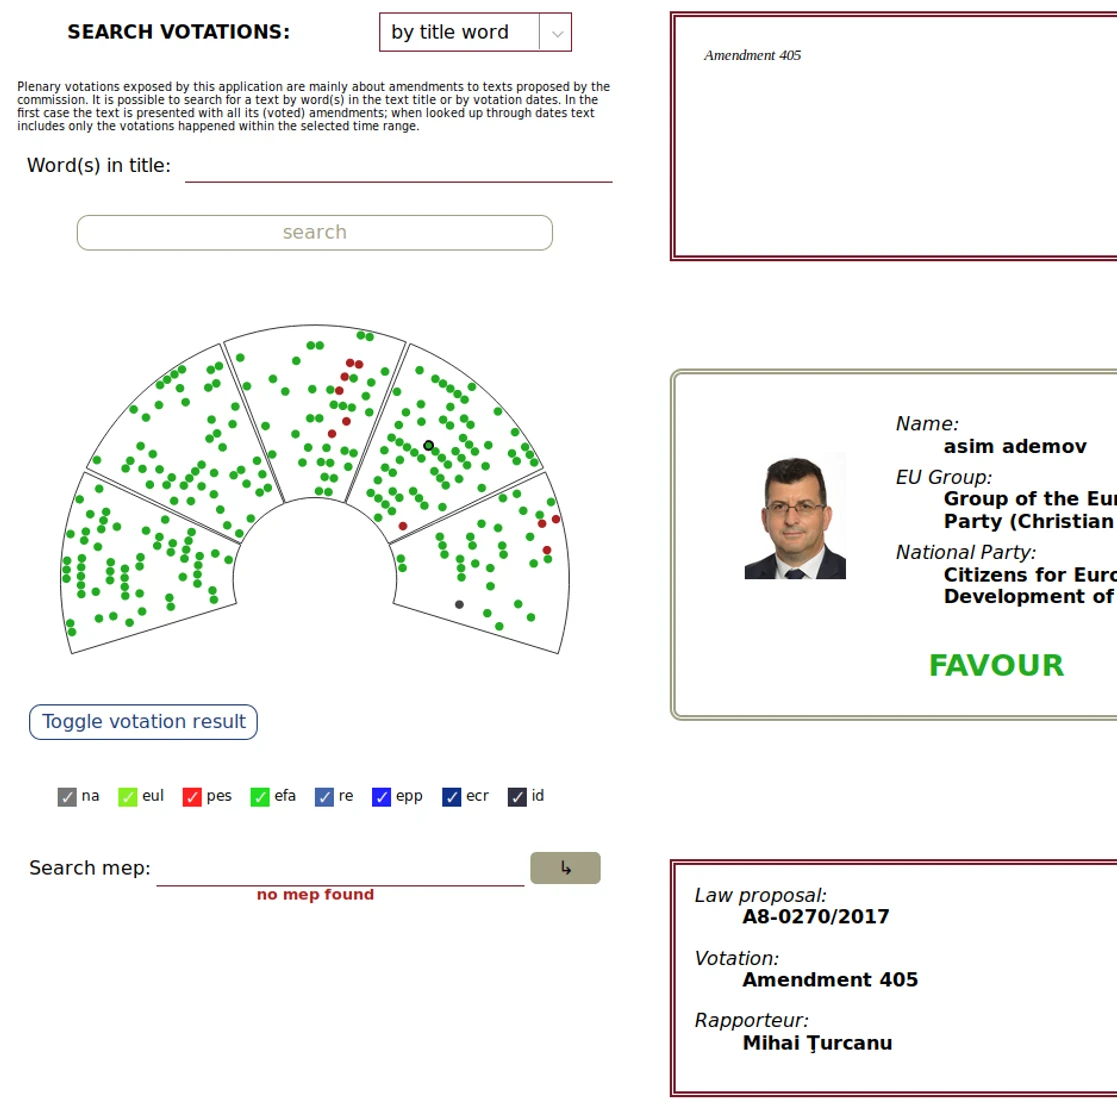 SEARCH VOTATIONS:
by title word
Plenary votations exposed by this application are mainly about amendments to texts proposed by the
commission. It is possible to search for a text by word(s) in the text title or by votation dates. In the
first case the text is presented with all its (voted) amendments; when looked up through dates text
includes only the votations happened within the selected time range.
Word(s) in title:
search
Toggle votation result
na eul pes efa re epp ecr id
Search mep:
no mep found
Amendment 405
Name:
asim ademov
EU Group:
Group of the
Party (Christian
National Party:
Citizens for
Development of
FAVOUR
Law proposal:
A8-0270/2017
Votation:
Amendment 405
Rapporteur:
Mihai Ţurcanu